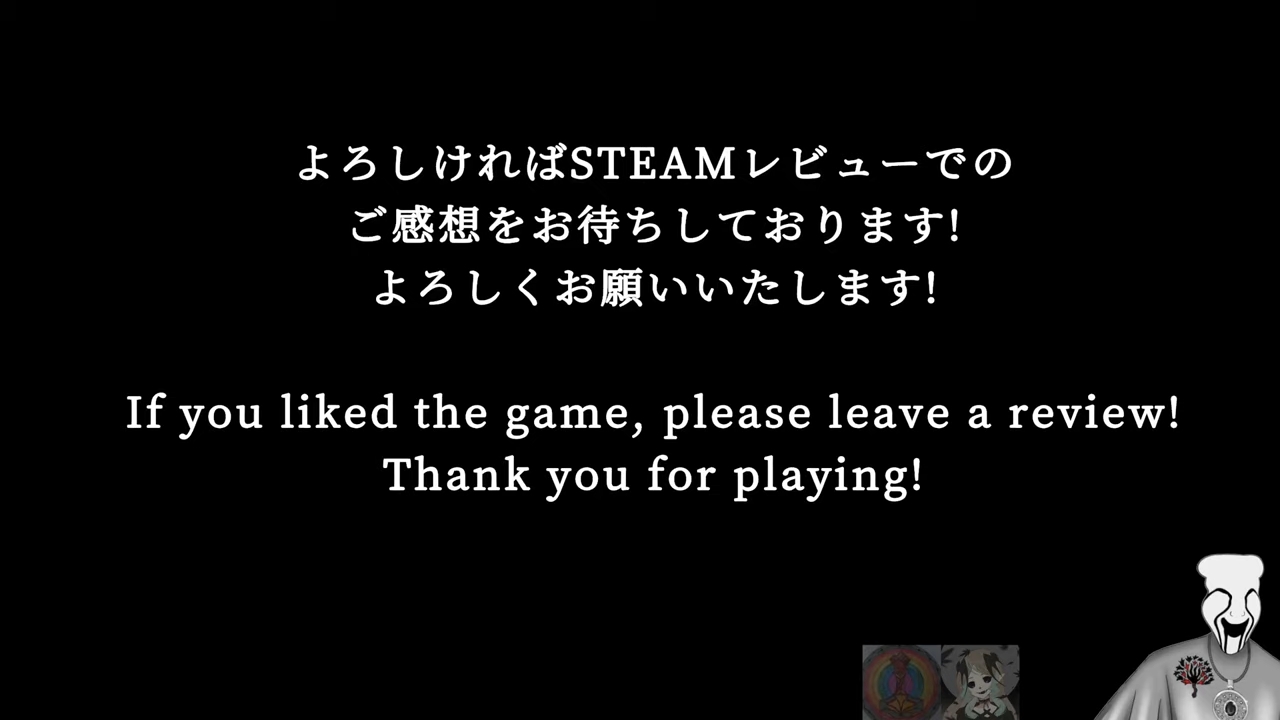 よろしければSTEAMレビューでの
ご感想をお待ちしております!
よろしくお願いいたします!
If you liked the game, please leave a review!
Thank you for playing!